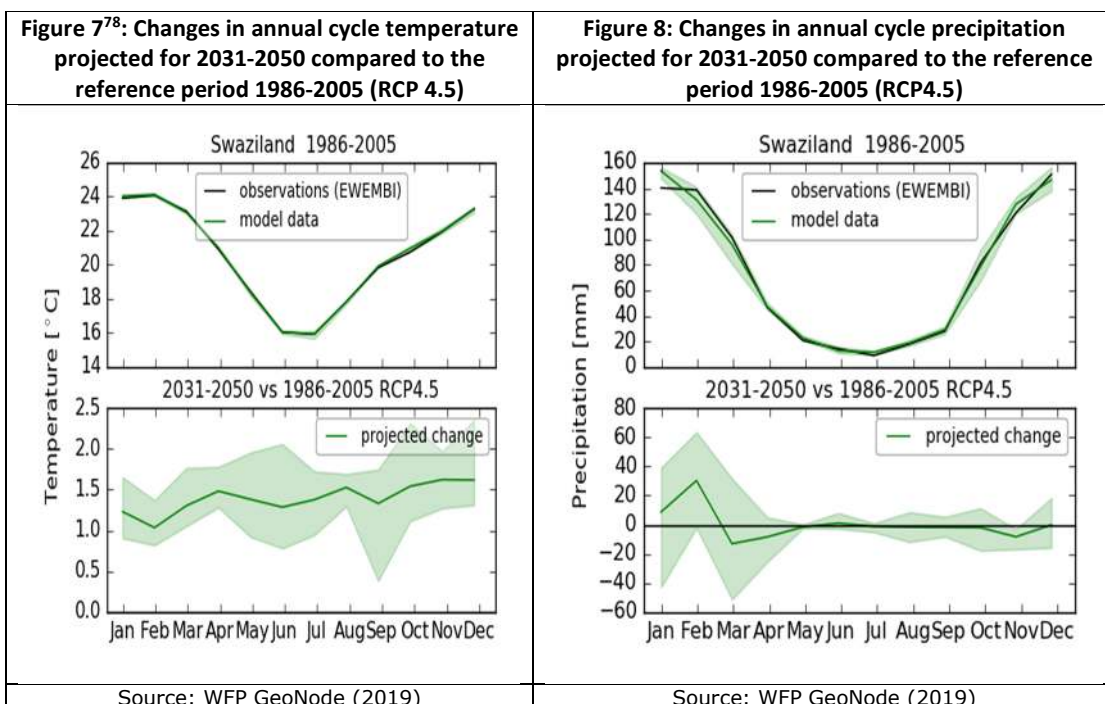 Figure 7⁷⁸: Changes in annual cycle temperature
projected for 2031-2050 compared to the
reference period 1986-2005 (RCP 4.5)
Swaziland 1986-2005
26
24
22
20
18
16
14
observations (EWEMBI)
model data
Temperature [°C]
2031-2050 vs 1986-2005 RCP4.5
2.5
2.0
1.5
1.0
0.5
0.0
projected change
Jan Feb Mar Apr May Jun Jul Aug Sep Oct Nov Dec
Source: WFP GeoNode (2019)
Figure 8: Changes in annual cycle precipitation
projected for 2031-2050 compared to the reference
period 1986-2005 (RCP4.5)
Swaziland 1986-2005
160
140
120
100
80
60
40
20
0
observations (EWEMBI)
model data
Precipitation [mm]
2031-2050 vs 1986-2005 RCP4.5
80
60
40
20
0
−20
−40
−60
projected change
Jan Feb Mar Apr May Jun Jul Aug Sep Oct Nov Dec
Source: WFP GeoNode (2019)